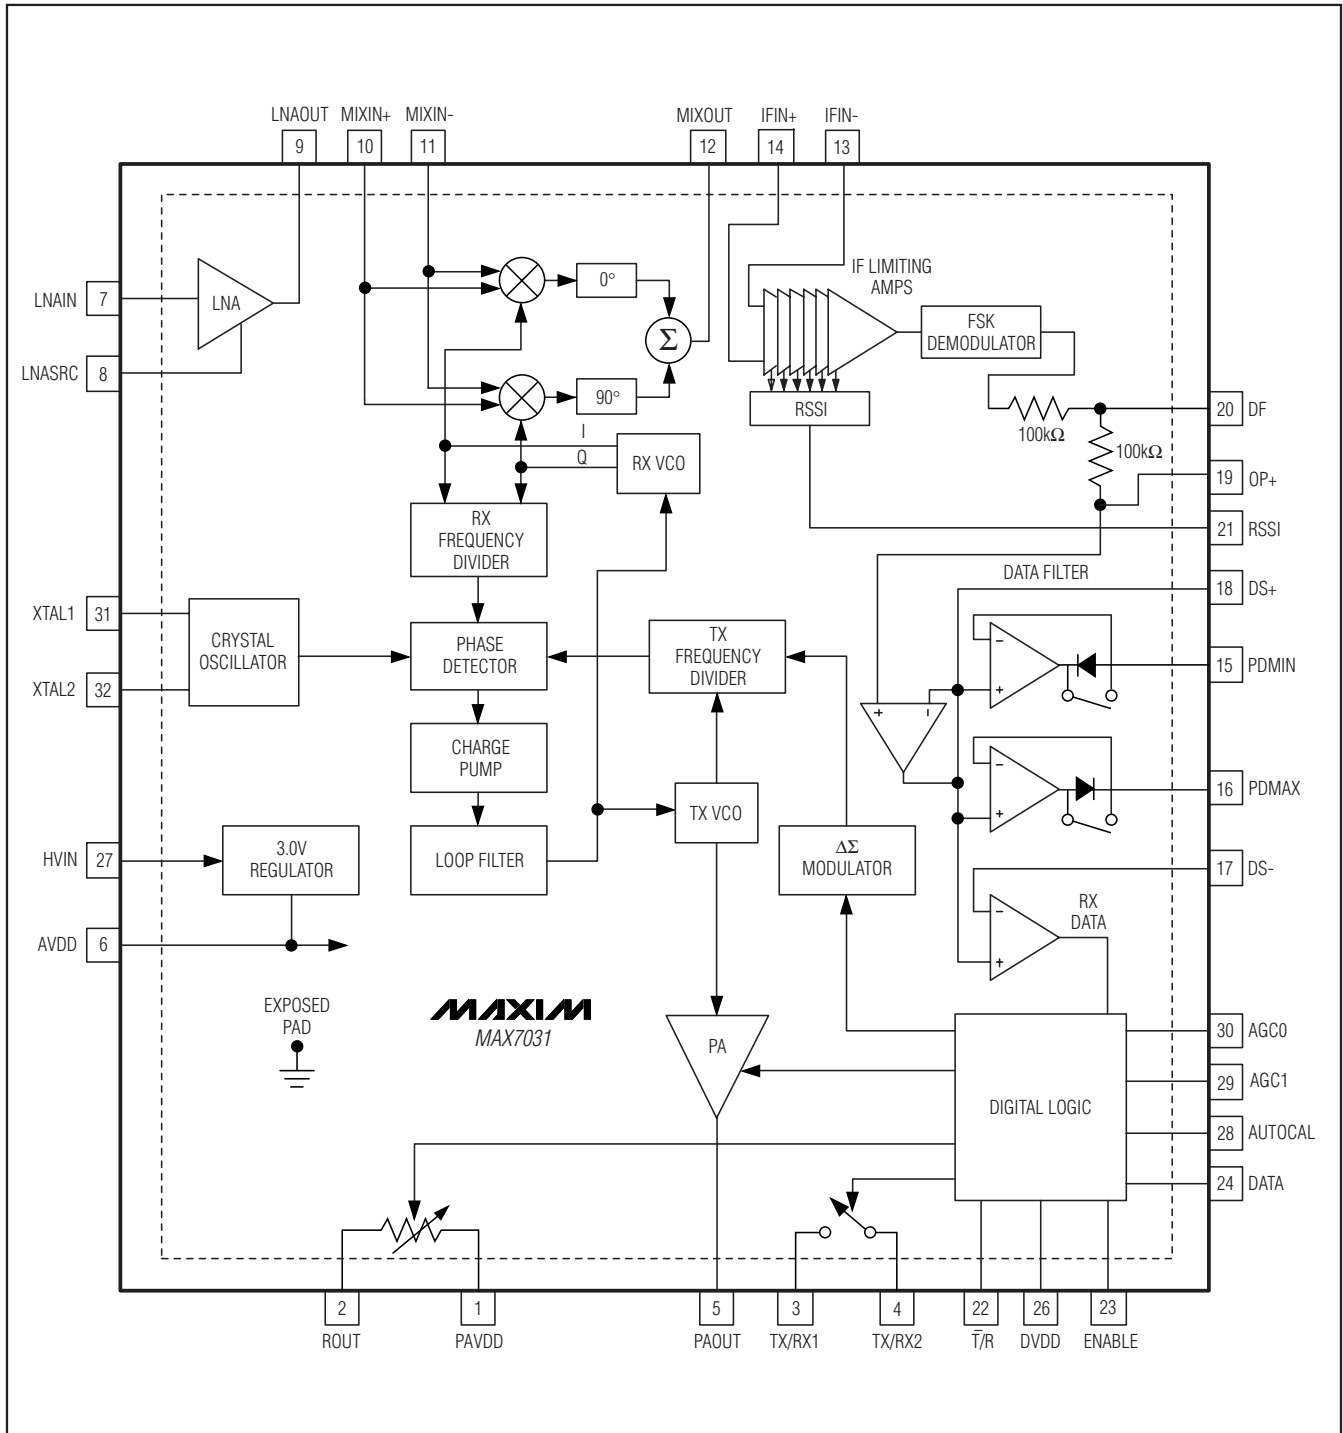 LNAOUT MIXIN+ MIXIN- MIXOUT IFIN+ IFIN-
9 10 11 12 14 13
LNAIN 7
LNA
LNASRC 8
0°
Σ
90°
I
Q
RX VCO
IF LIMITING
AMPS
FSK
DEMODULATOR
RSSI
100kΩ
100kΩ
20 DF
19 OP+
21 RSSI
DATA FILTER
18 DS+
RX
FREQUENCY
DIVIDER
XTAL1 31
XTAL2 32
CRYSTAL
OSCILLATOR
PHASE
DETECTOR
TX
FREQUENCY
DIVIDER
CHARGE
PUMP
LOOP FILTER
TX VCO
ΔΣ
MODULATOR
+ −
−
+
15 PDMIN
−
+
16 PDMAX
17 DS-
−
+
RX
DATA
HVIN 27
3.0V
REGULATOR
AVDD 6
EXPOSED
PAD
MAXIM
MAX7031
PA
DIGITAL LOGIC
30 AGC0
29 AGC1
28 AUTOCAL
24 DATA
2 1 5 3 4 22 26 23
ROUT PAVDD PAOUT TX/RX1 TX/RX2 T̅/R DVDD ENABLE